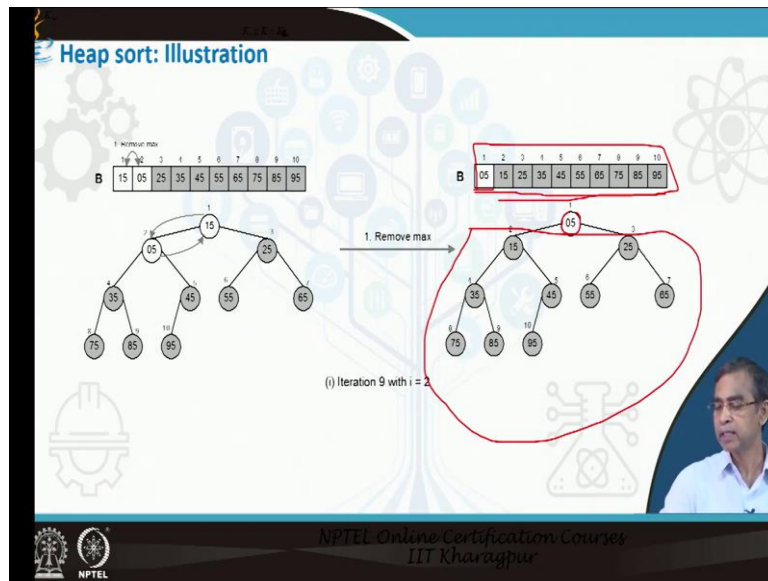 Heap sort: Illustration
1. Remove max
1 2 3 4 5 6 7 8 9 10
B 15 05 25 35 45 55 65 75 85 95
1
15
2 3
05 25
4 5 6 7
35 45 55 65
8 9 10
75 85 95
1. Remove max
1 2 3 4 5 6 7 8 9 10
B 05 15 25 35 45 55 65 75 85 95
1
05
2 3
15 25
4 5 6 7
35 45 55 65
8 9 10
75 85 95
(i) Iteration 9 with i = 2
NPTEL Online Certification Courses
IIT Kharagpur
NPTEL